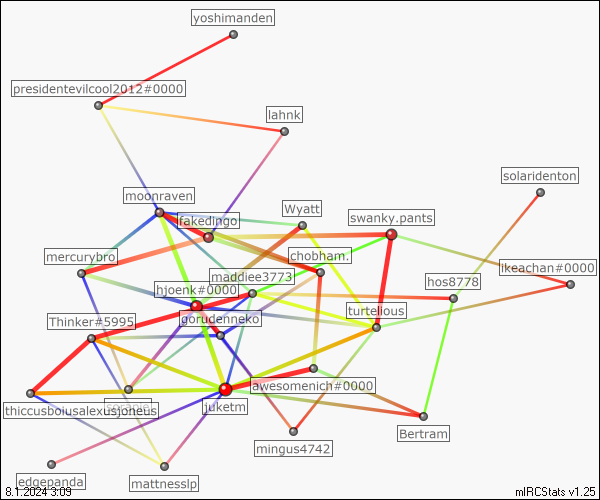 yoshimanden
presidentevilcool2012#0000
lahnk
solaridenton
moonraven
Wyatt
fakedingo
swanky.pants
mercurybro
chobham.
ikeachan#0000
maddiee3773
hos8778
hjoenk#0000
turtelious
Thinker#5995
gorudenneko
awesomenich#0000
thiccusboiusalexusjoneus
juketm
Bertram
mingus4742
edgepanda
mattnesslp
8.1.2024 3:09
mIRCStats v1.25